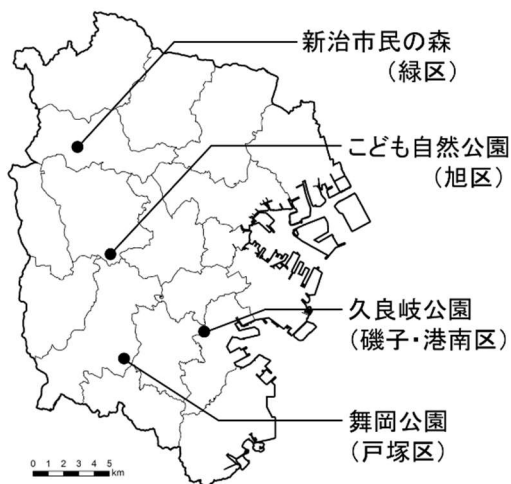 新治市民の森
（緑区）
こども自然公園
（旭区）
久良岐公園
（磯子・港南区）
舞岡公園
（戸塚区）
0 1 2 3 4 5
km